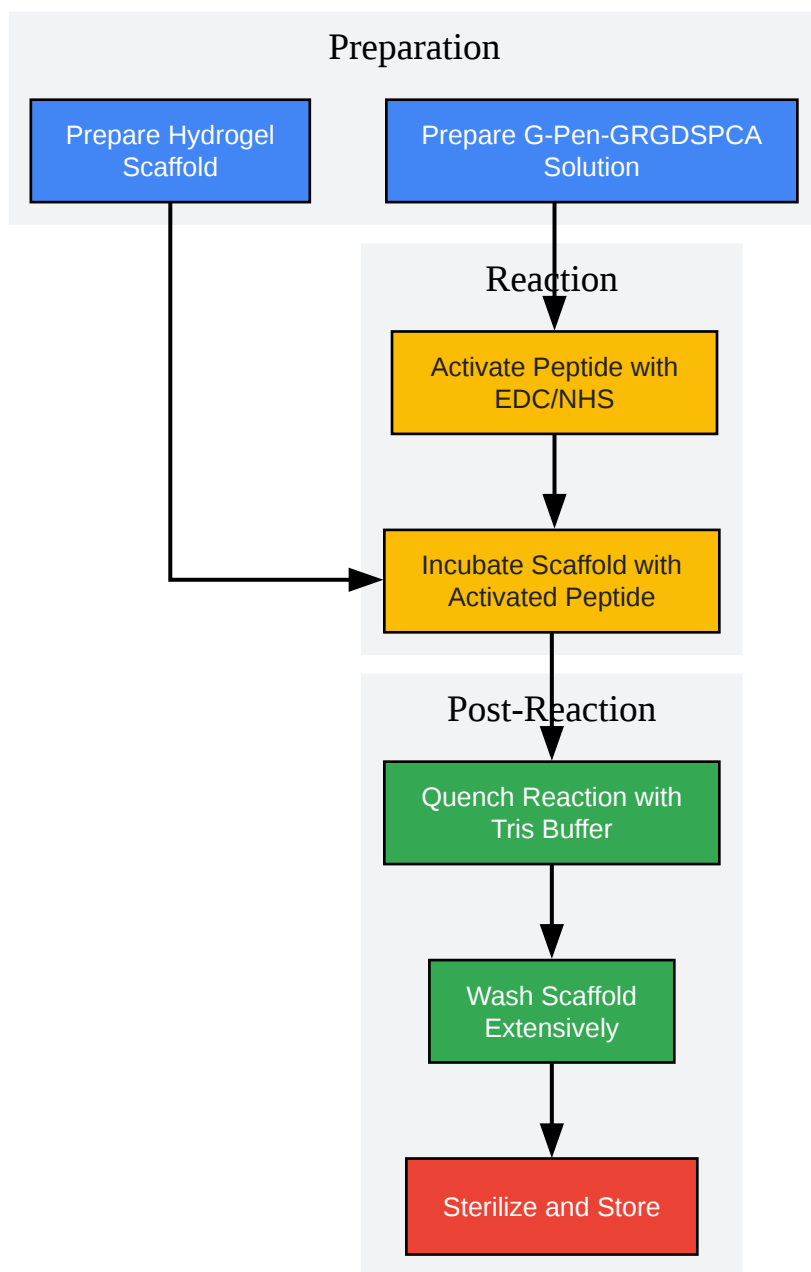 Preparation
Prepare Hydrogel
Scaffold
Prepare G-Pen-GRGDSPCA
Solution
Reaction
Activate Peptide with
EDC/NHS
Incubate Scaffold with
Activated Peptide
Post-Reaction
Quench Reaction with
Tris Buffer
Wash Scaffold
Extensively
Sterilize and Store